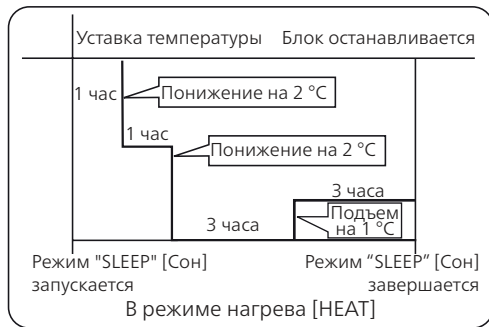 Уставка температуры
Блок останавливается
1 час
Понижение на 2 °C
1 час
Понижение на 2 °C
3 часа
3 часа
Подъем
на 1 °C
Режим "SLEEP" [Сон]
запускается
Режим “SLEEP” [Сон]
завершается
В режиме нагрева [HEAT]